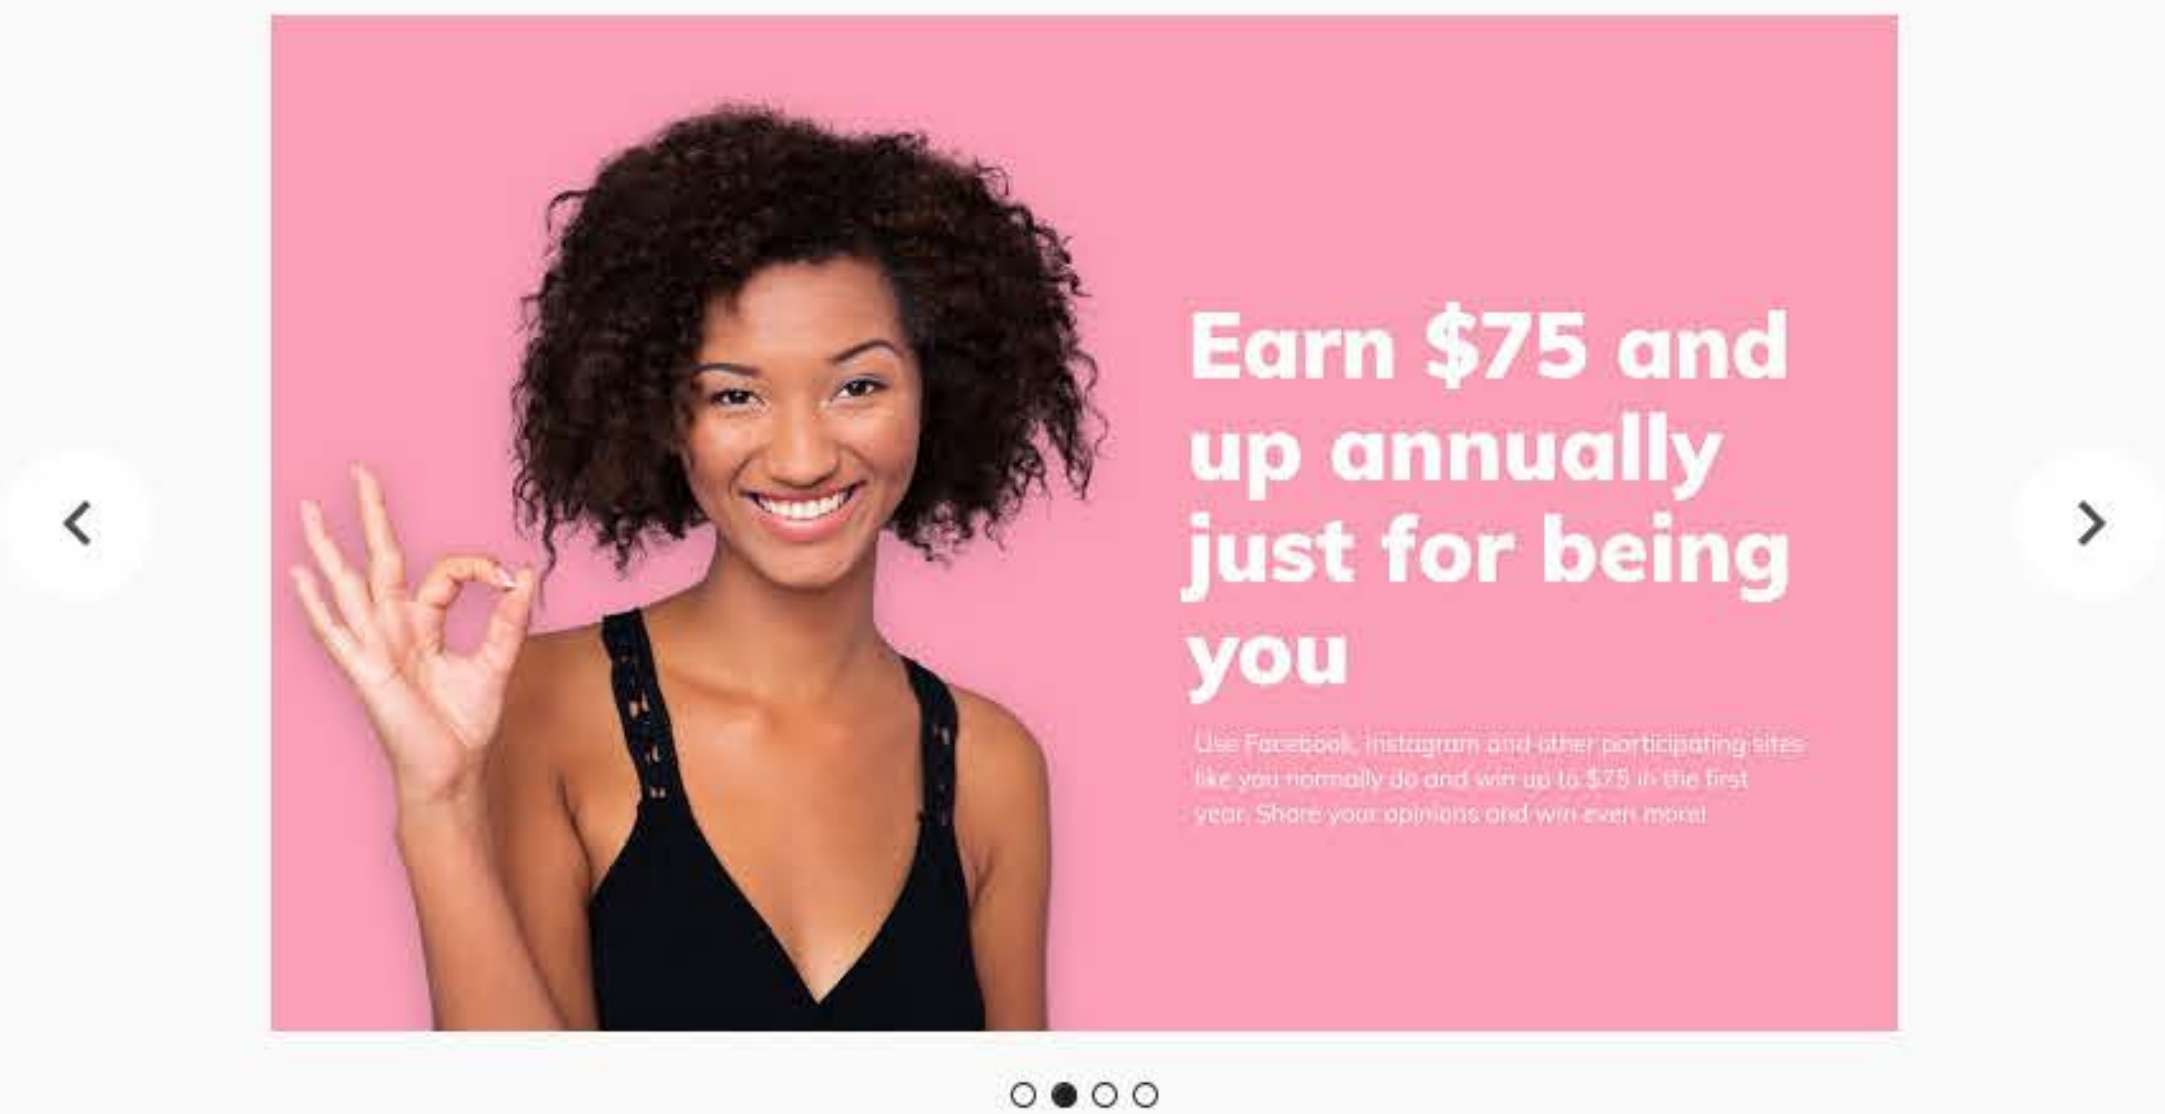 Earn $75 and
up annually
just for being
you
Use Facebook, Instagram and other participating sites
like you normally do and win up to $75 in the first
year. Share your opinions and win even more!